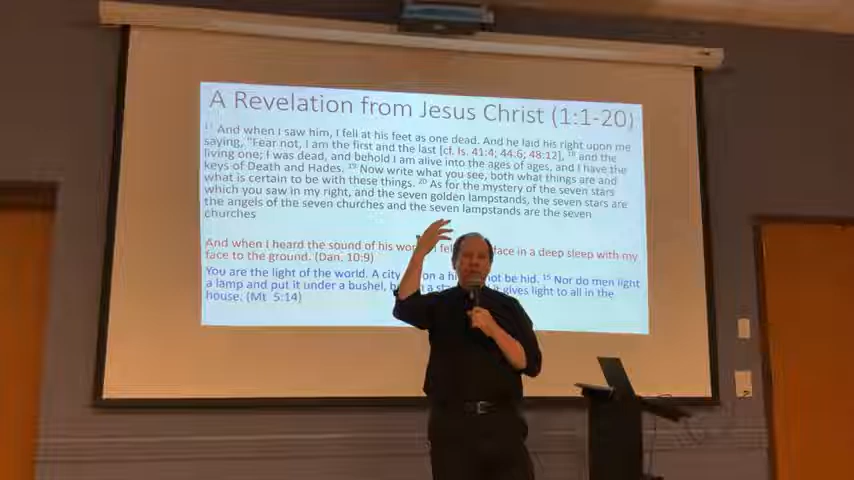 A Revelation from Jesus Christ (1:1-20)
17 And when I saw him, I fell at his feet as one dead. And he laid his right upon me
saying, "Fear not, I am the first and the last [cf. Is. 41:4; 44:6; 48:12], 18 and the
living one; I was dead, and behold I am alive into the ages of ages, and I have the
keys of Death and Hades. 19 Now write what you see, both what things are and
what is certain to be with these things. 20 As for the mystery of the seven stars
which you saw in my right, and the seven golden lampstands, the seven stars are
the angels of the seven churches and the seven lampstands are the seven
churches
And when I heard the sound of his wor fel face in a deep sleep with my
face to the ground. (Dan. 10:9)
You are the light of the world. A city on a hi not be hid. 15 Nor do men light
a lamp and put it under a bushel, b a sta it gives light to all in the
house. (Mt 5:14)